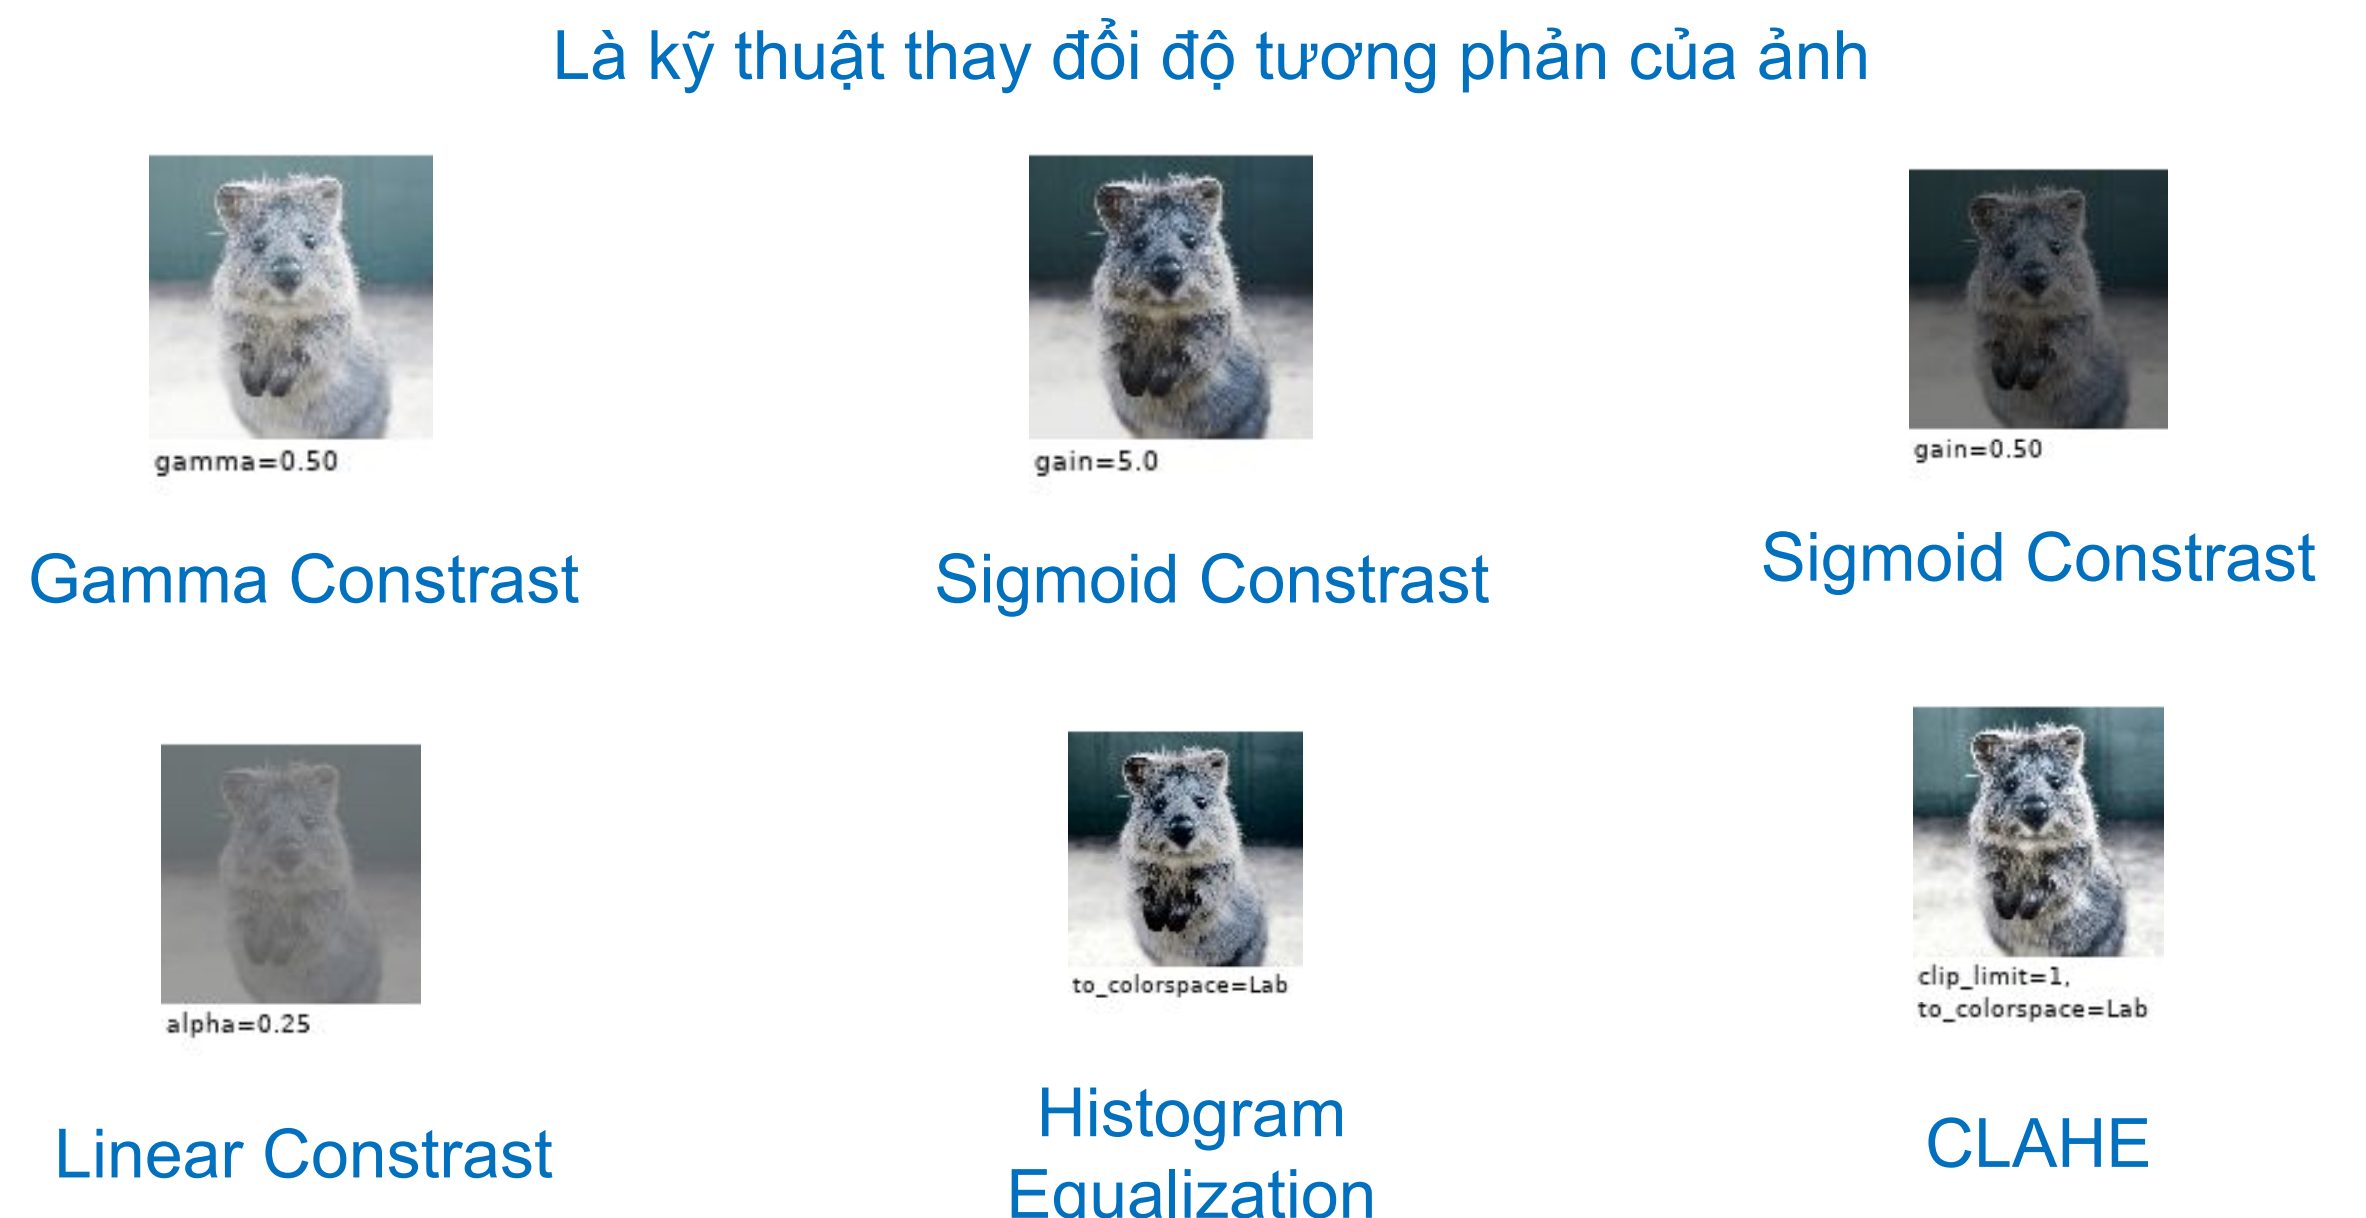 Là kỹ thuật thay đổi độ tương phản của ảnh
gamma=0.50
gain=5.0
gain=0.50
Gamma Constrast
Sigmoid Constrast
Sigmoid Constrast
alpha=0.25
to_colorspace=Lab
clip_limit=1,
to_colorspace=Lab
Linear Constrast
Histogram
Equalization
CLAHE